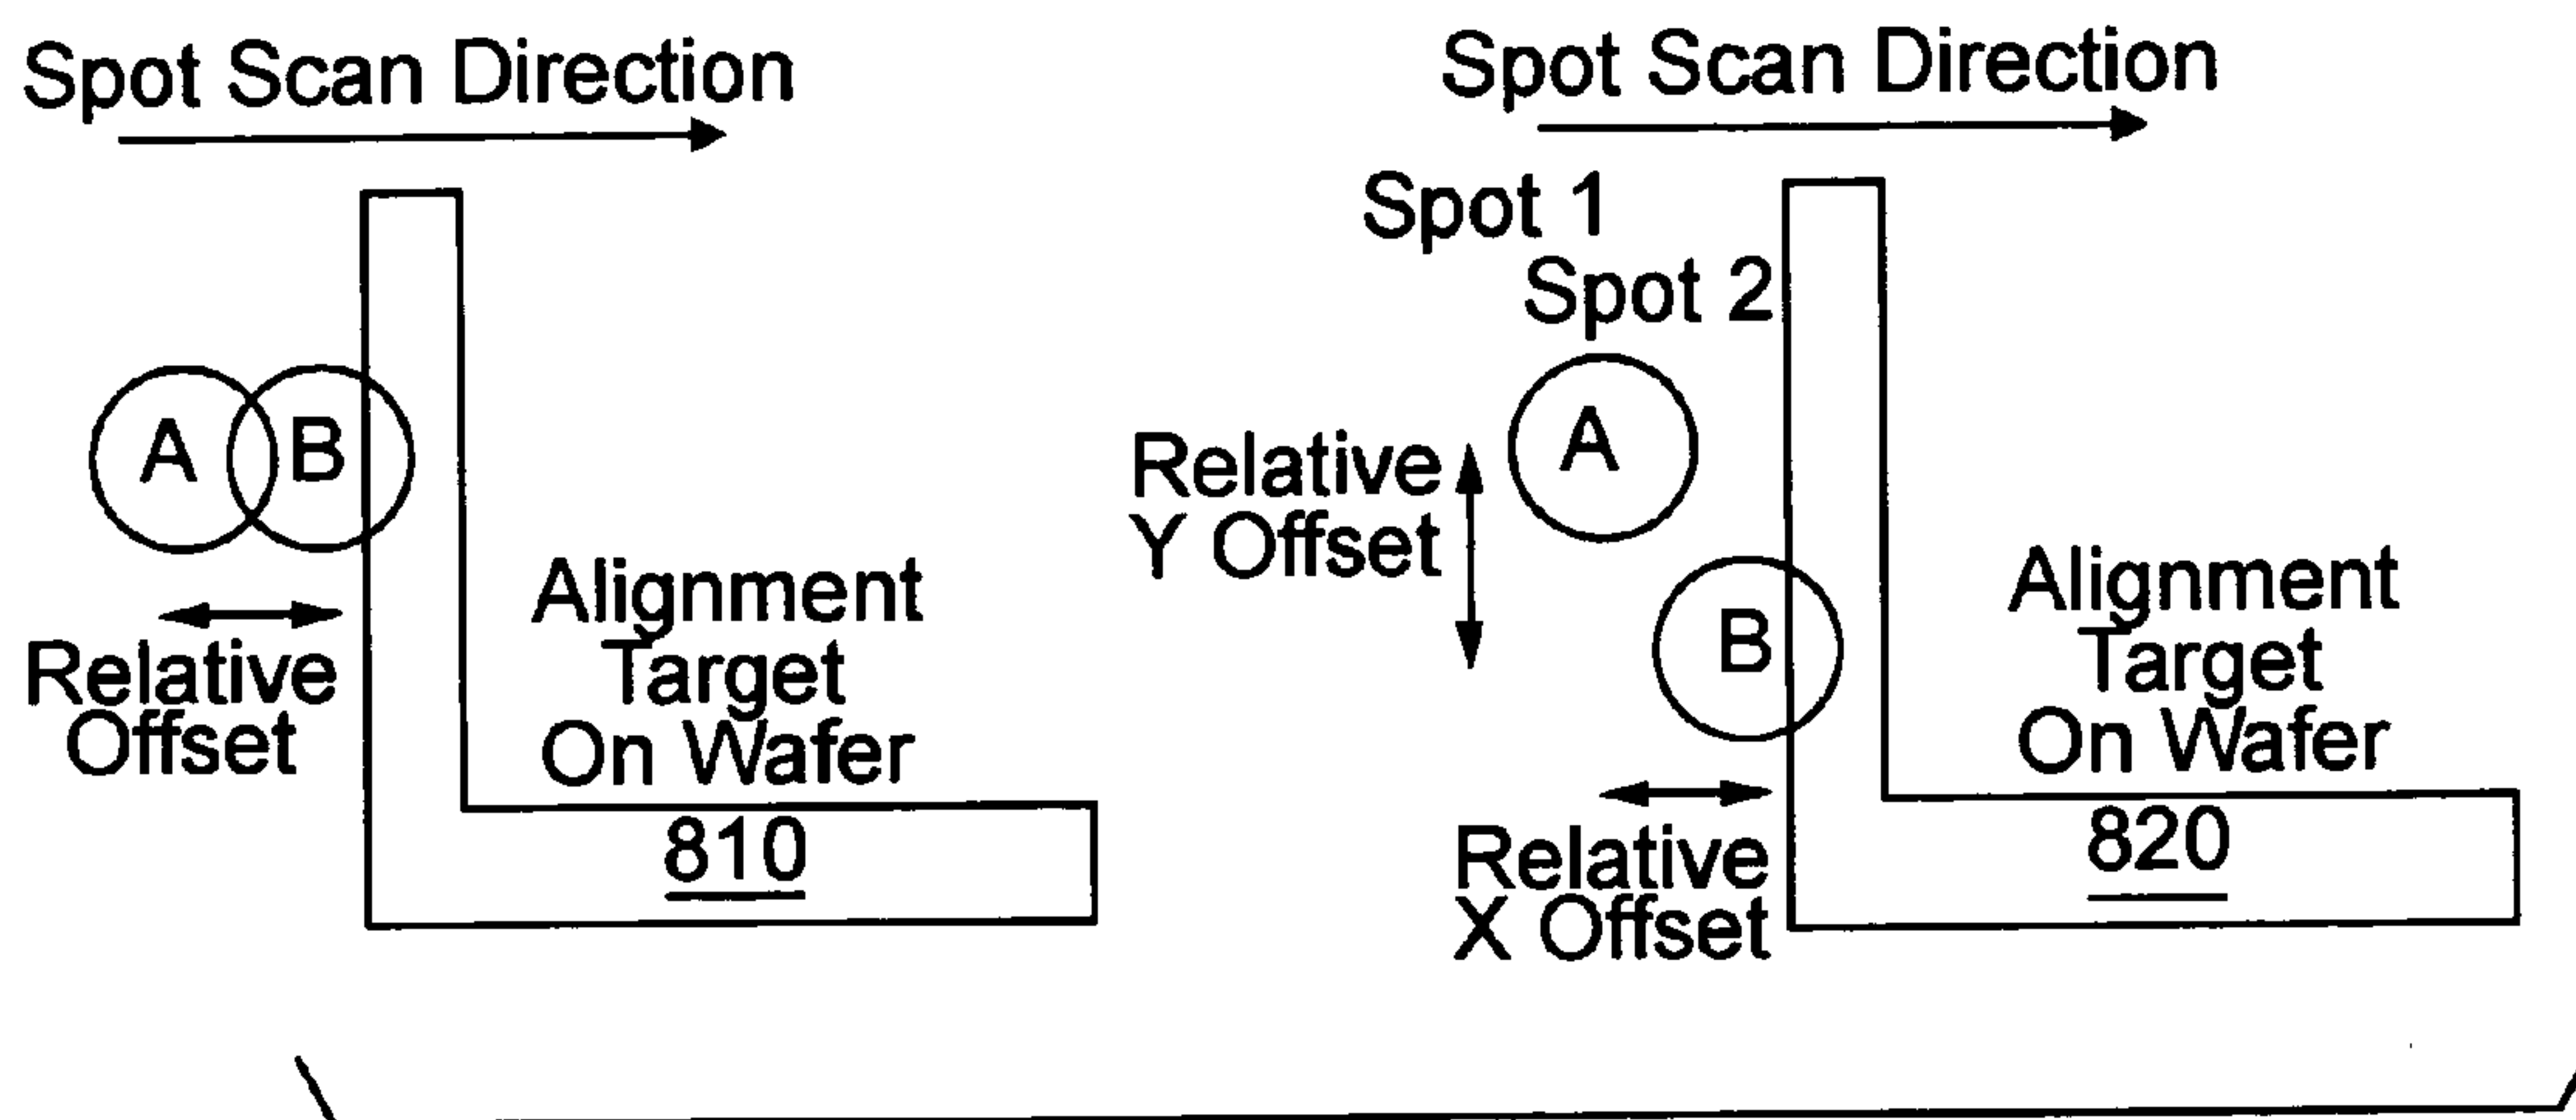 Spot Scan Direction
A
B
Relative
Offset
Alignment
Target
On Wafer
810
Spot Scan Direction
Spot 1
Spot 2
A
Relative
Y Offset
B
Relative
X Offset
Alignment
Target
On Wafer
820